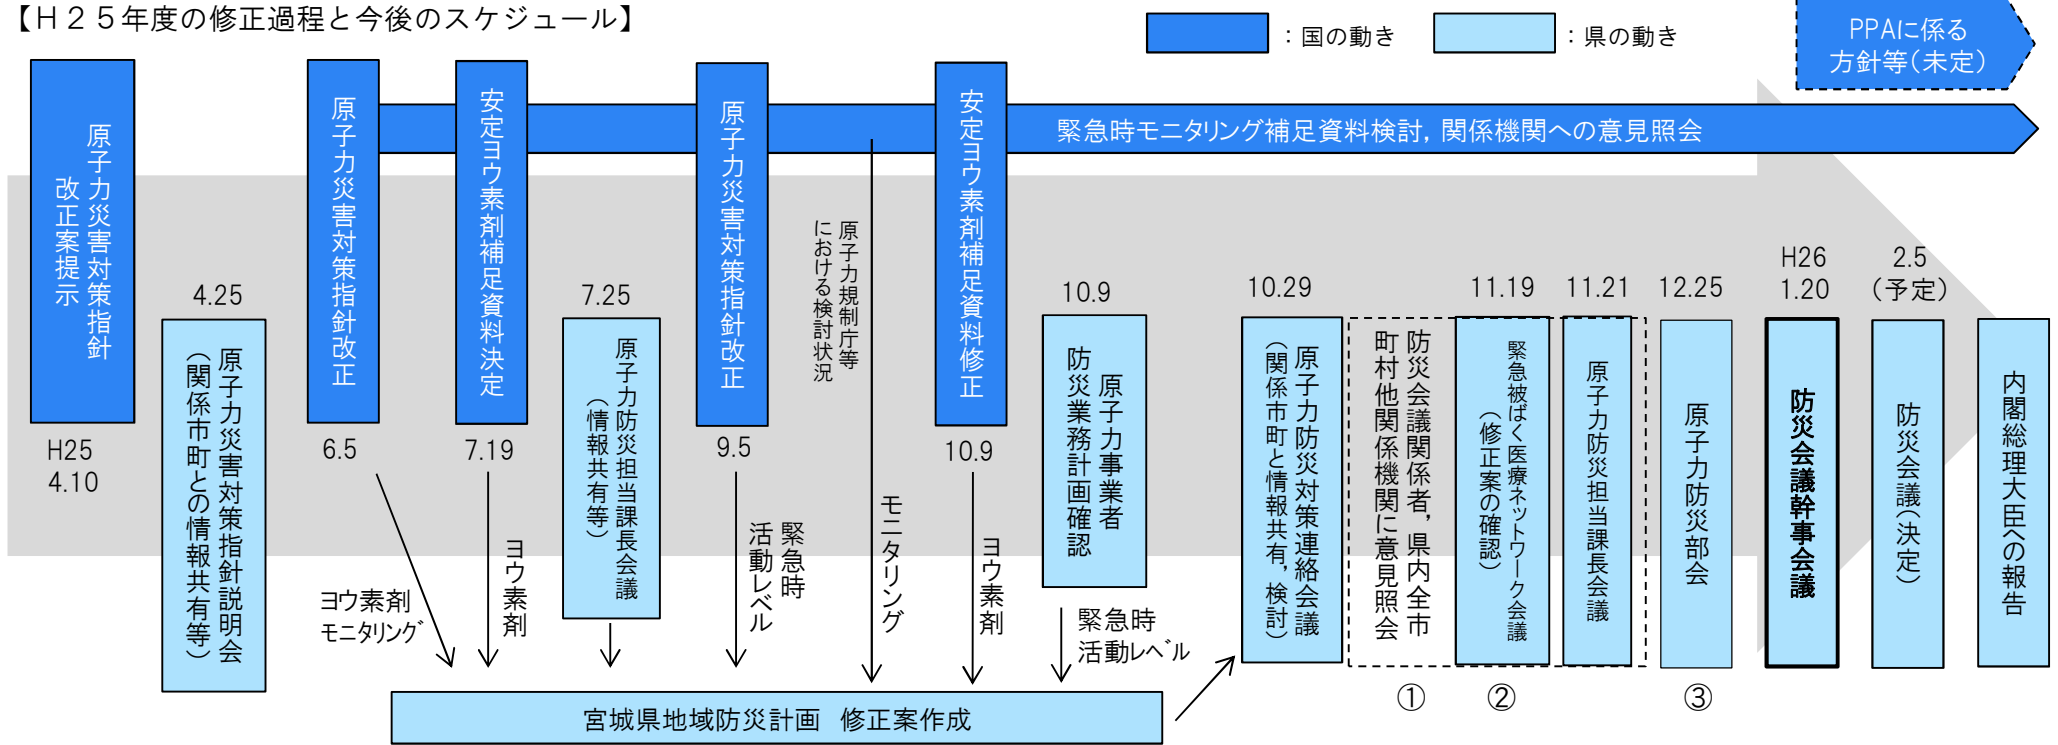 【Ｈ２５年度の修正過程と今後のスケジュール】
：国の動き
：県の動き
PPAに係る
方針等（未定）
緊急時モニタリング補足資料検討，関係機関への意見照会
原子力災害対策指針
改正案提示
H25
4.10
4.25
原子力災害対策指針説明会
（関係市町との情報共有等）
原子力災害対策指針改正
6.5
ヨウ素剤
モニタリング
安定ヨウ素剤補足資料決定
7.19
ヨウ素剤
7.25
原子力防災担当課長会議
（情報共有等）
原子力災害対策指針改正
9.5
緊急時
活動レベル
原子力規制庁等
における検討状況
モニタリング
安定ヨウ素剤補足資料修正
10.9
ヨウ素剤
10.9
原子力事業者
防災業務計画確認
緊急時
活動レベル
宮城県地域防災計画　修正案作成
10.29
原子力防災対策連絡会議
（関係市町と情報共有，検討）
防災会議関係者，県内全市
町村他関係機関に意見照会
①
11.19
緊急被ばく医療ネットワーク会議
（修正案の確認）
②
11.21
原子力防災担当課長会議
12.25
原子力防災部会
③
H26
1.20
防災会議幹事会議
2.5
（予定）
防災会議（決定）
内閣総理大臣への報告